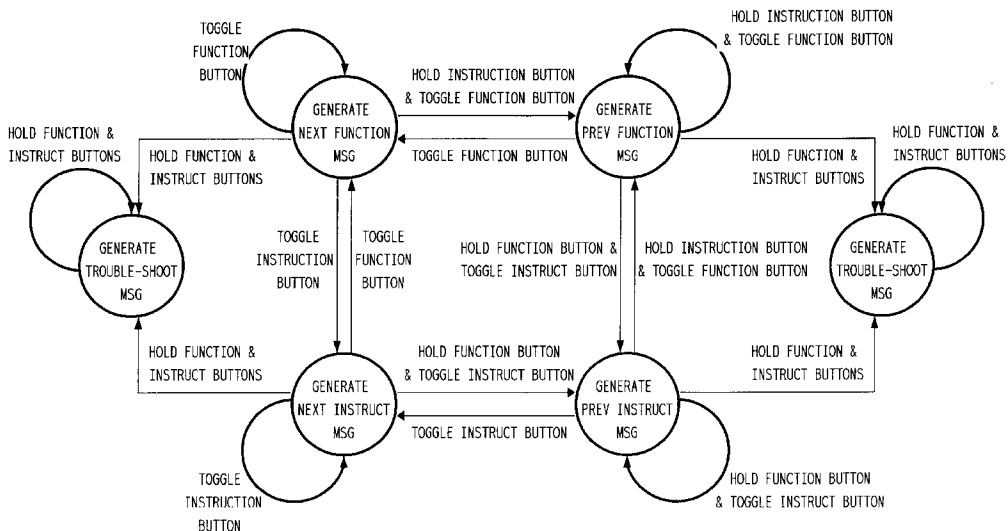 TOGGLE
FUNCTION
BUTTON
HOLD INSTRUCTION BUTTON
& TOGGLE FUNCTION BUTTON
HOLD INSTRUCTION BUTTON
& TOGGLE FUNCTION BUTTON
GENERATE
NEXT FUNCTION
MSG
GENERATE
PREV FUNCTION
MSG
TOGGLE FUNCTION BUTTON
HOLD FUNCTION &
INSTRUCT BUTTONS
HOLD FUNCTION &
INSTRUCT BUTTONS
HOLD FUNCTION &
INSTRUCT BUTTONS
HOLD FUNCTION &
INSTRUCT BUTTONS
GENERATE
TROUBLE-SHOOT
MSG
TOGGLE
INSTRUCTION
BUTTON
TOGGLE
FUNCTION
BUTTON
HOLD FUNCTION BUTTON &
TOGGLE INSTRUCT BUTTON
HOLD INSTRUCTION BUTTON
& TOGGLE FUNCTION BUTTON
GENERATE
TROUBLE-SHOOT
MSG
HOLD FUNCTION &
INSTRUCT BUTTONS
HOLD FUNCTION BUTTON
& TOGGLE INSTRUCT BUTTON
HOLD FUNCTION &
INSTRUCT BUTTONS
GENERATE
NEXT INSTRUCT
MSG
GENERATE
PREV INSTRUCT
MSG
TOGGLE INSTRUCT BUTTON
TOGGLE
INSTRUCTION
BUTTON
HOLD FUNCTION BUTTON
& TOGGLE INSTRUCT BUTTON